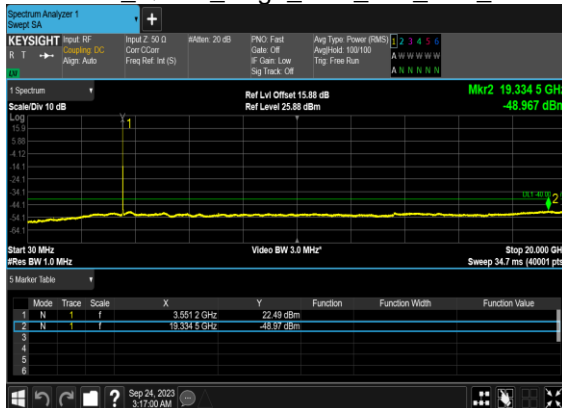 Spectrum Analyzer 1
Swept SA
+
KEYSIGHT Input: RF Input Z: 50 Ω #Atten: 20 dB PNO: Fast Avg Type: Power (RMS) 1 2 3 4 5 6
R T Coupling: DC Corr CCorr Gate: Off Avg|Hold: 100/100 A W W W W W
Align: Auto Freq Ref: Int (S) IF Gain: Low Trig: Free Run
Sig Track: Off A N N N N N
1 Spectrum Ref Lvl Offset 15.88 dB Mkr2 19.334 5 GHz
Scale/Div 10 dB Ref Level 25.88 dBm -48.967 dBm
Log
15.9
1
5.88
-4.12
-14.1
-24.1
-34.1
2
-44.1
-54.1
-64.1
Start 30 MHz Video BW 3.0 MHz* Stop 20.000 GH
#Res BW 1.0 MHz Sweep 34.7 ms (40001 pts
5 Marker Table
Mode Trace Scale X Y Function Function Width Function Value
1 N 1 f 3.551 2 GHz 22.49 dBm
2 N 1 f 19.334 5 GHz -48.97 dBm
3
4
5
6
? Sep 24, 2023
3:17:00 AM